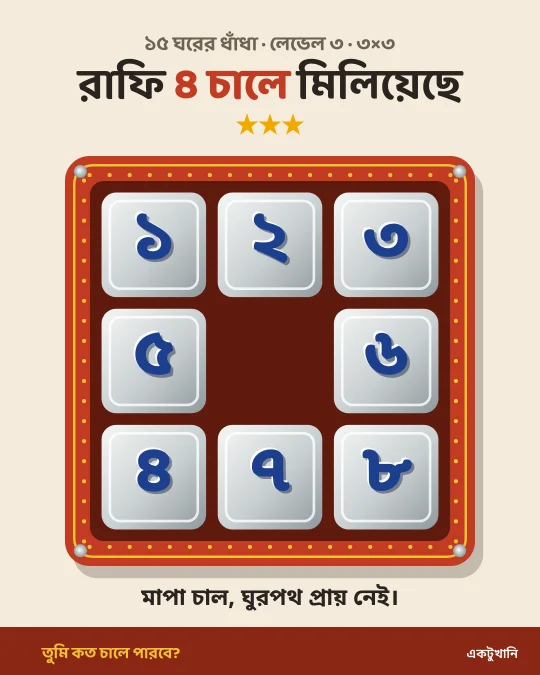 ১৫ ঘরের ধাঁধা · লেভেল ৩ · ৩×৩
রাফি ৪ চালে মিলিয়েছে
১ ২ ৩
৫ ৬
৪ ৭ ৮
মাপা চাল, ঘুরপথ প্রায় নেই।
তুমি কত চালে পারবে?
একটুখানি